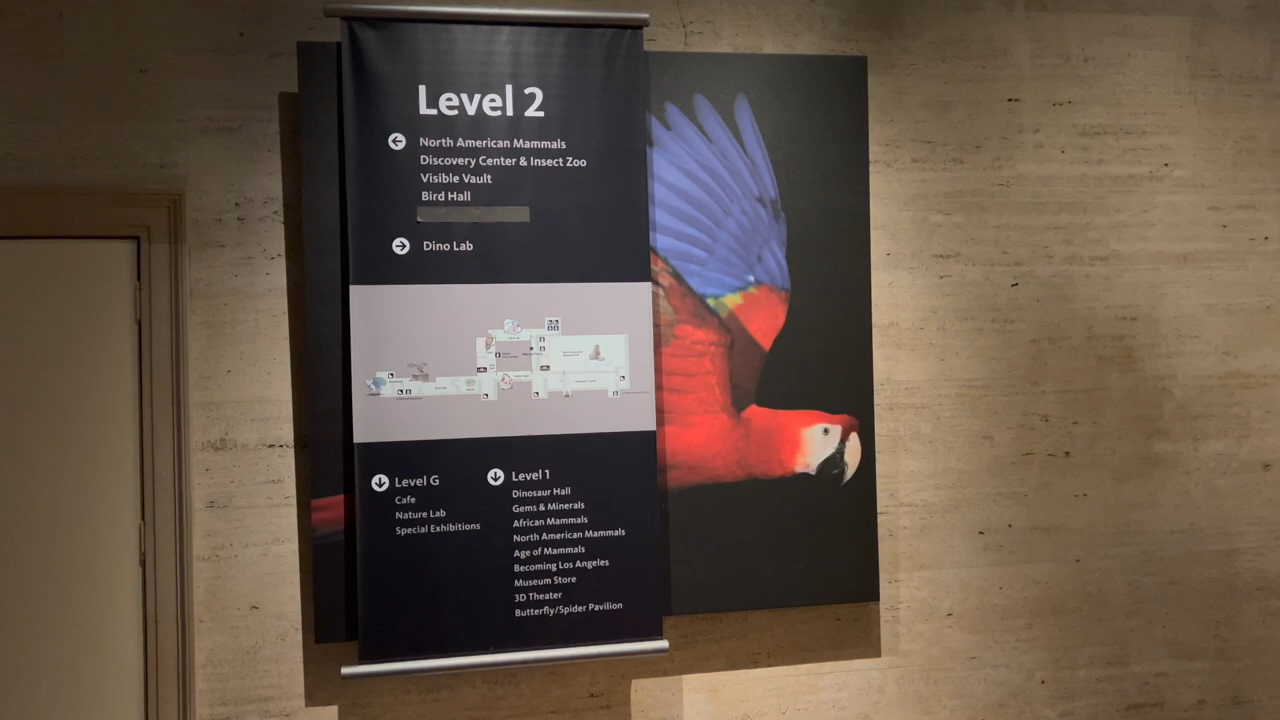 Level 2
North American Mammals
Discovery Center & Insect Zoo
Visible Vault
Bird Hall
Dino Lab
Level G
Cafe
Nature Lab
Special Exhibitions
Level 1
Dinosaur Hall
Gems & Minerals
African Mammals
North American Mammals
Age of Mammals
Becoming Los Angeles
Museum Store
3D Theater
Butterfly/Spider Pavilion